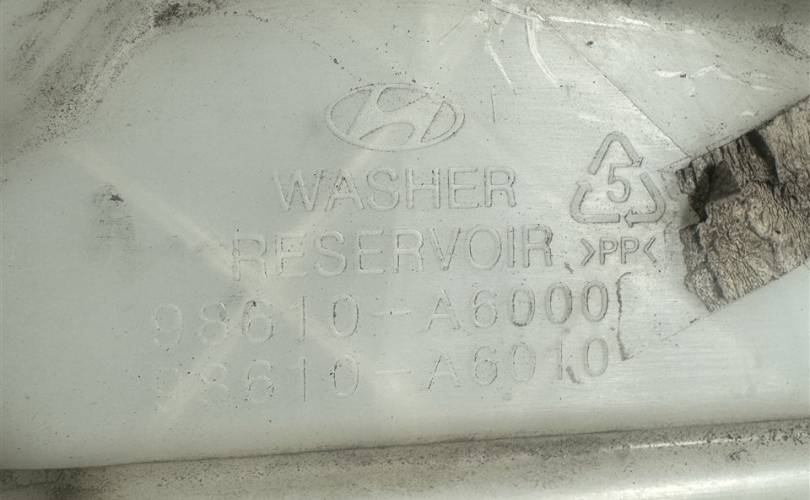 WASHER
5
RESERVOIR >PP<
98610-A6000
98610-A6010